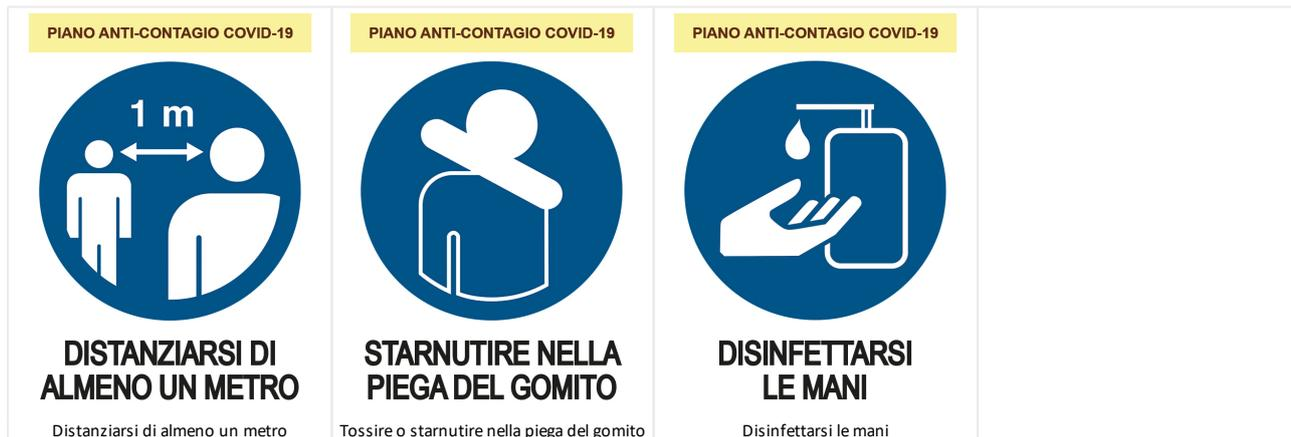 PIANO ANTI-CONTAGIO COVID-19
1 m
DISTANZIARSI DI
ALMENO UN METRO
Distanziarsi di almeno un metro
PIANO ANTI-CONTAGIO COVID-19
STARNUTIRE NELLA
PIEGA DEL GOMITO
Tossire o starnutire nella piega del gomito
PIANO ANTI-CONTAGIO COVID-19
DISINFETTARSI
LE MANI
Disinfettarsi le mani